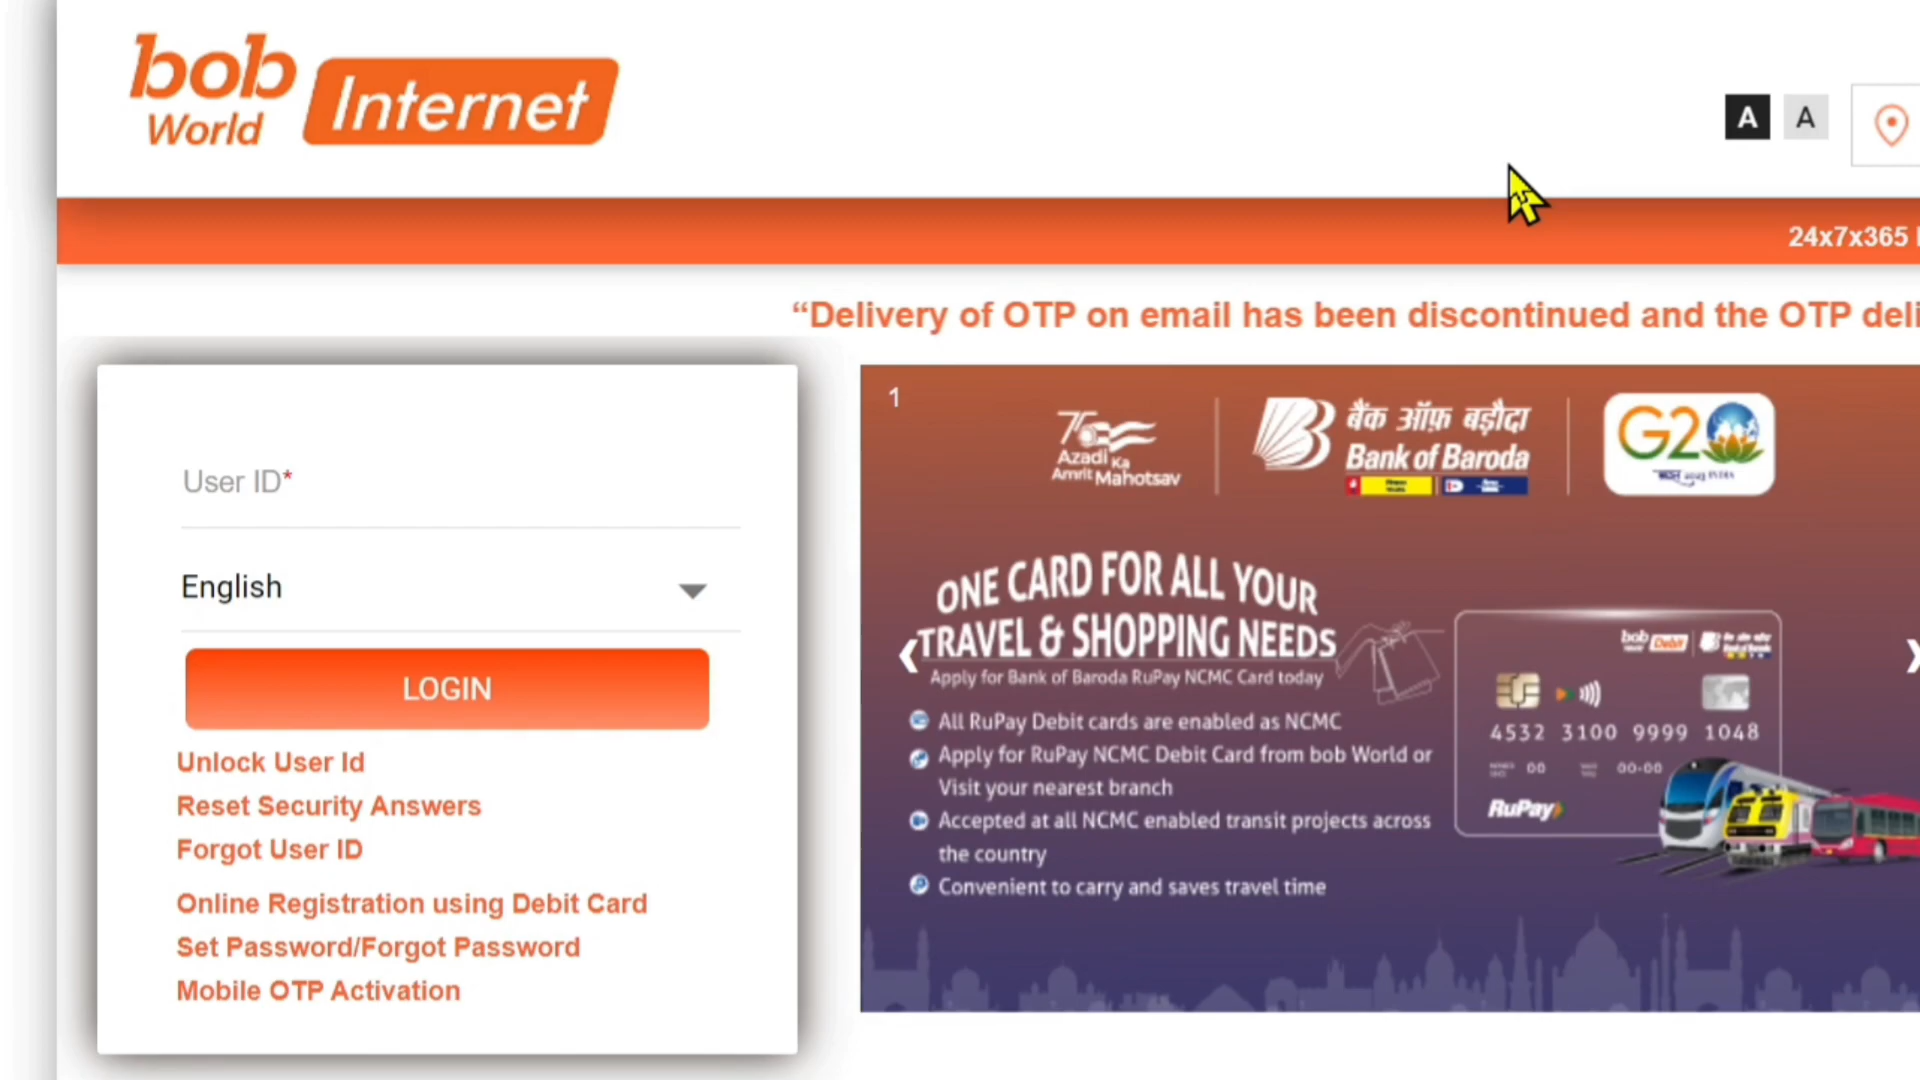 bob
World
Internet
A A
24x7x365
“Delivery of OTP on email has been discontinued and the OTP deli
User ID*
English
LOGIN
Unlock User Id
Reset Security Answers
Forgot User ID
Online Registration using Debit Card
Set Password/Forgot Password
Mobile OTP Activation
1
75
Azadi Ka
Amrit Mahotsav
बैंक ऑफ़ बड़ौदा
Bank of Baroda
G20
ONE CARD FOR ALL YOUR
TRAVEL & SHOPPING NEEDS
Apply for Bank of Baroda RuPay NCMC Card today
All RuPay Debit cards are enabled as NCMC
Apply for RuPay NCMC Debit Card from bob World or
Visit your nearest branch
Accepted at all NCMC enabled transit projects across
the country
Convenient to carry and saves travel time
bob Debit
4532 3100 9999 1048
00 00-00
RuPay